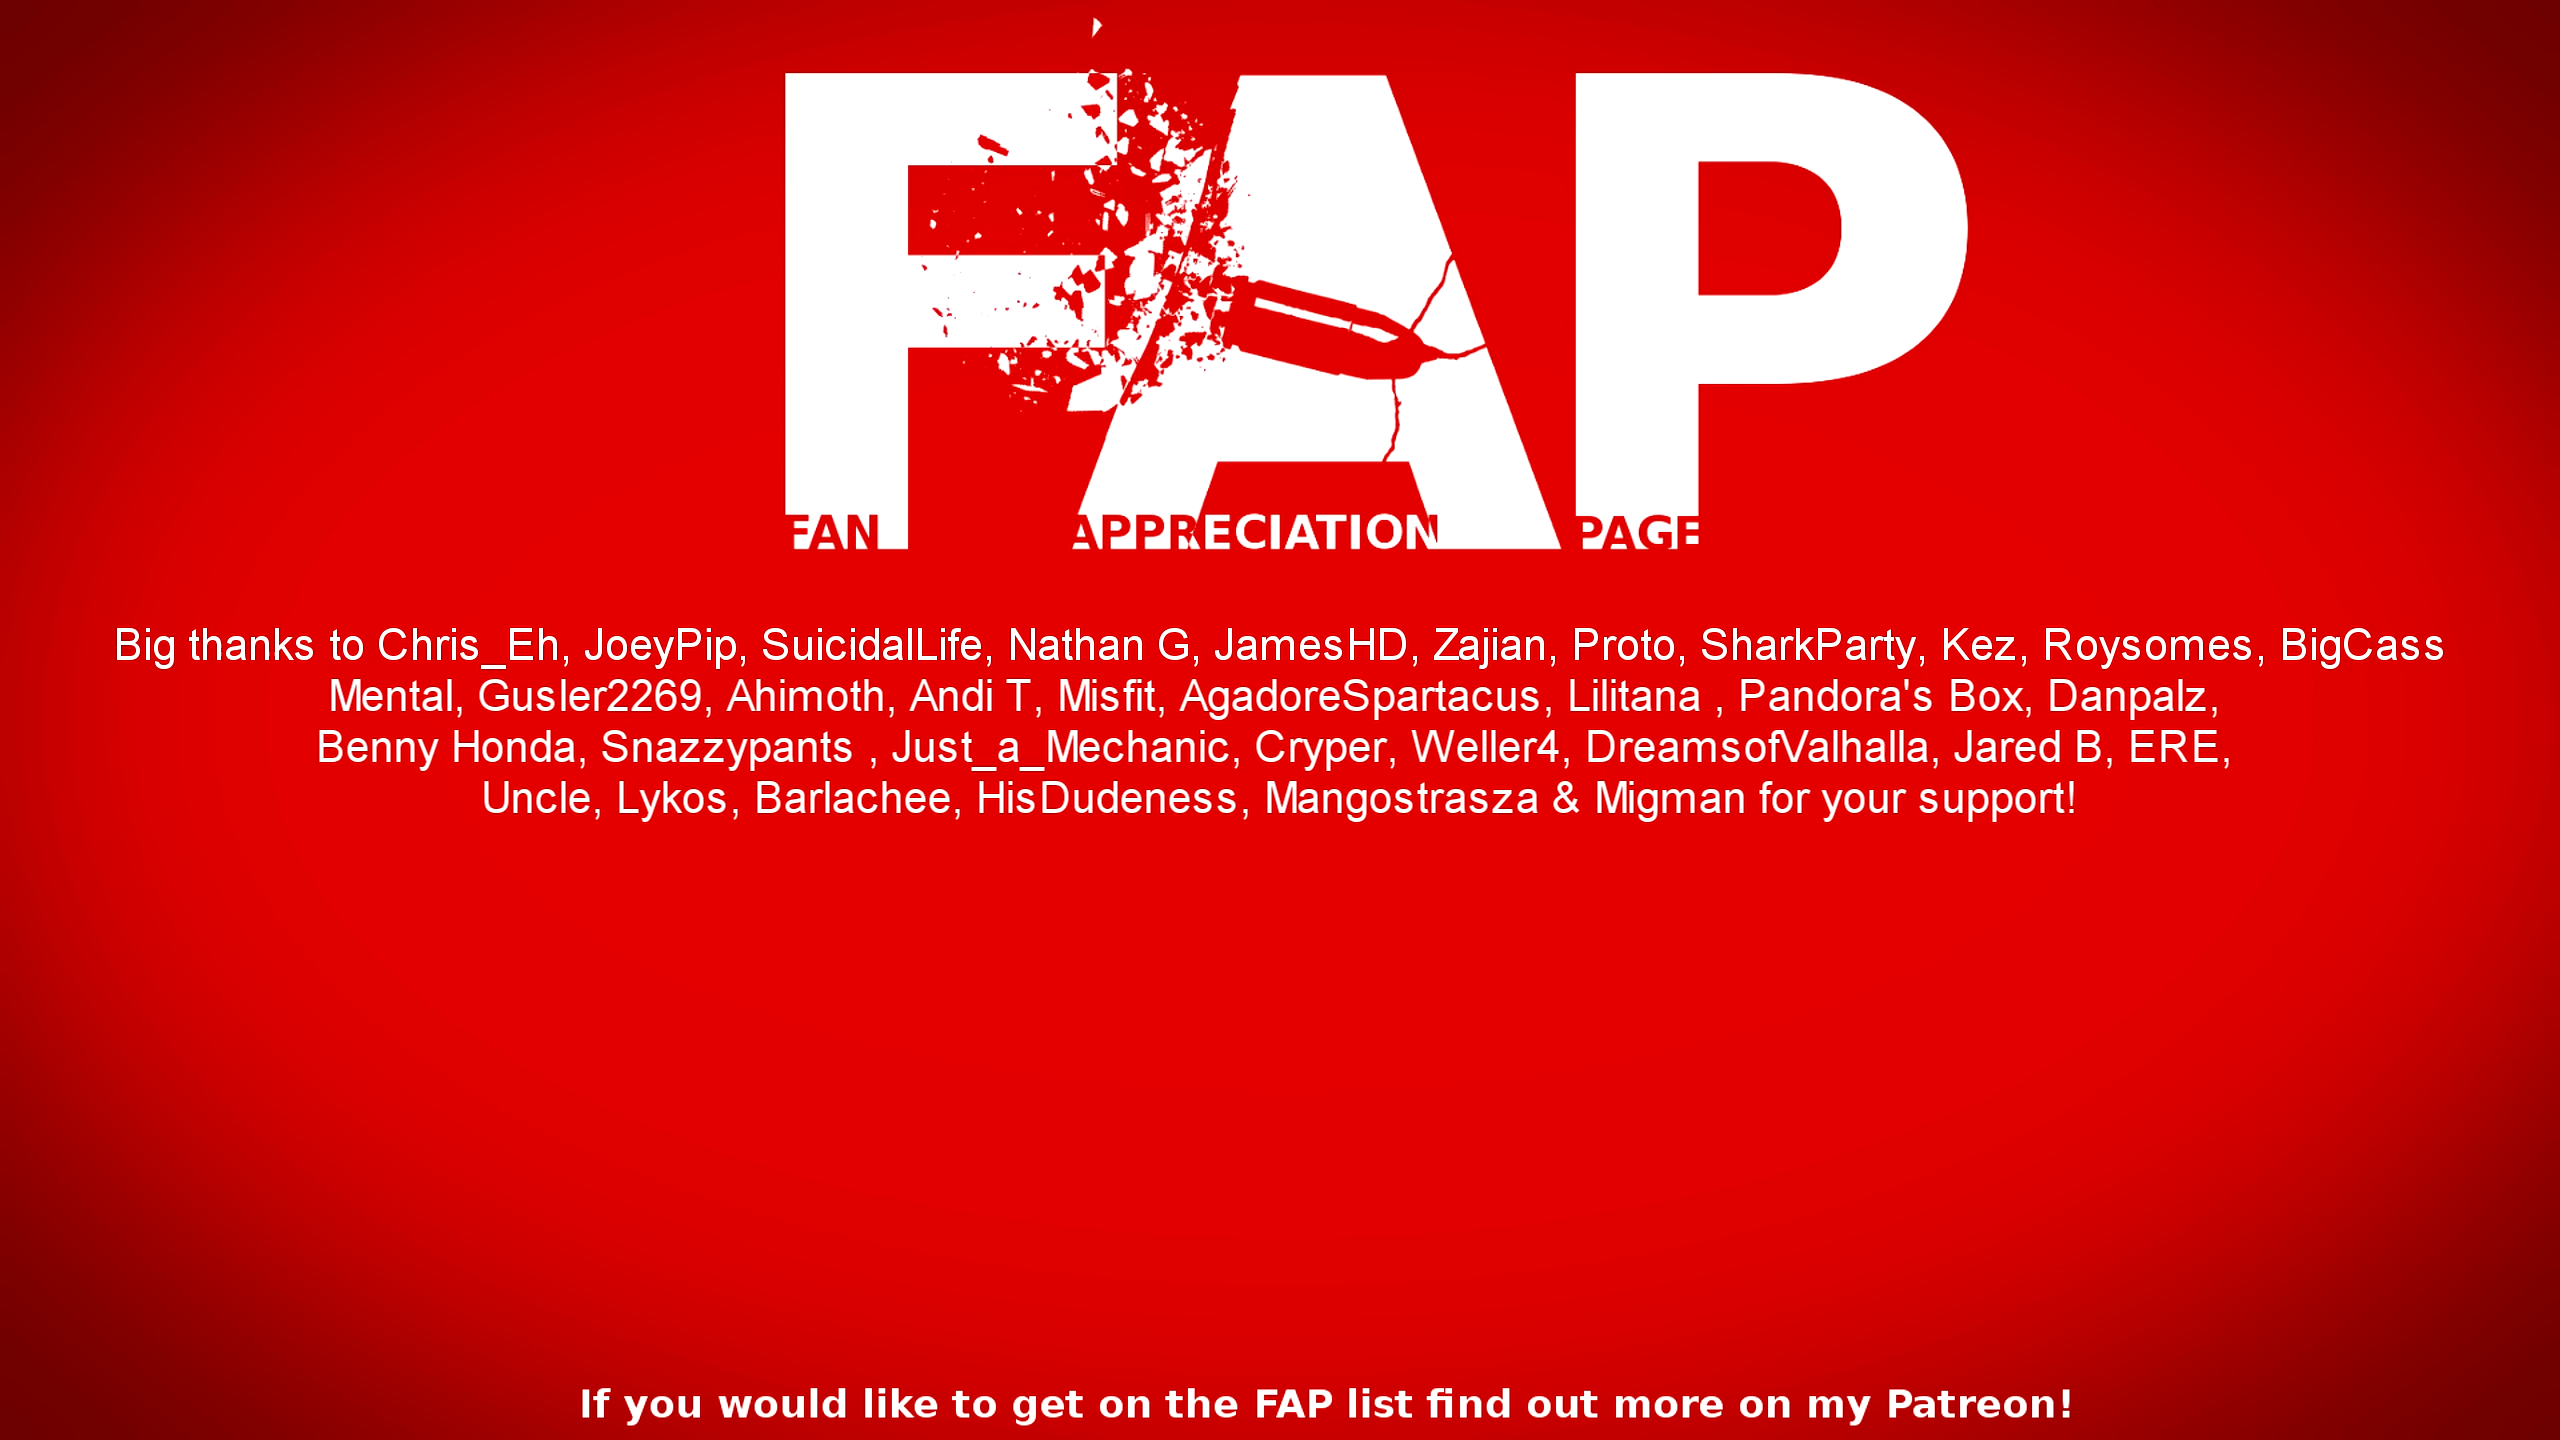 FAP
FAN APPRECIATION PAGE
Big thanks to Chris_Eh, JoeyPip, SuicidalLife, Nathan G, JamesHD, Zajian, Proto, SharkParty, Kez, Roysomes, BigCass
Mental, Gusler2269, Ahimoth, Andi T, Misfit, AgadoreSpartacus, Lilitana , Pandora's Box, Danpalz,
Benny Honda, Snazzypants , Just_a_Mechanic, Cryper, Weller4, DreamsofValhalla, Jared B, ERE,
Uncle, Lykos, Barlachee, HisDudeness, Mangostrasza & Migman for your support!
If you would like to get on the FAP list find out more on my Patreon!